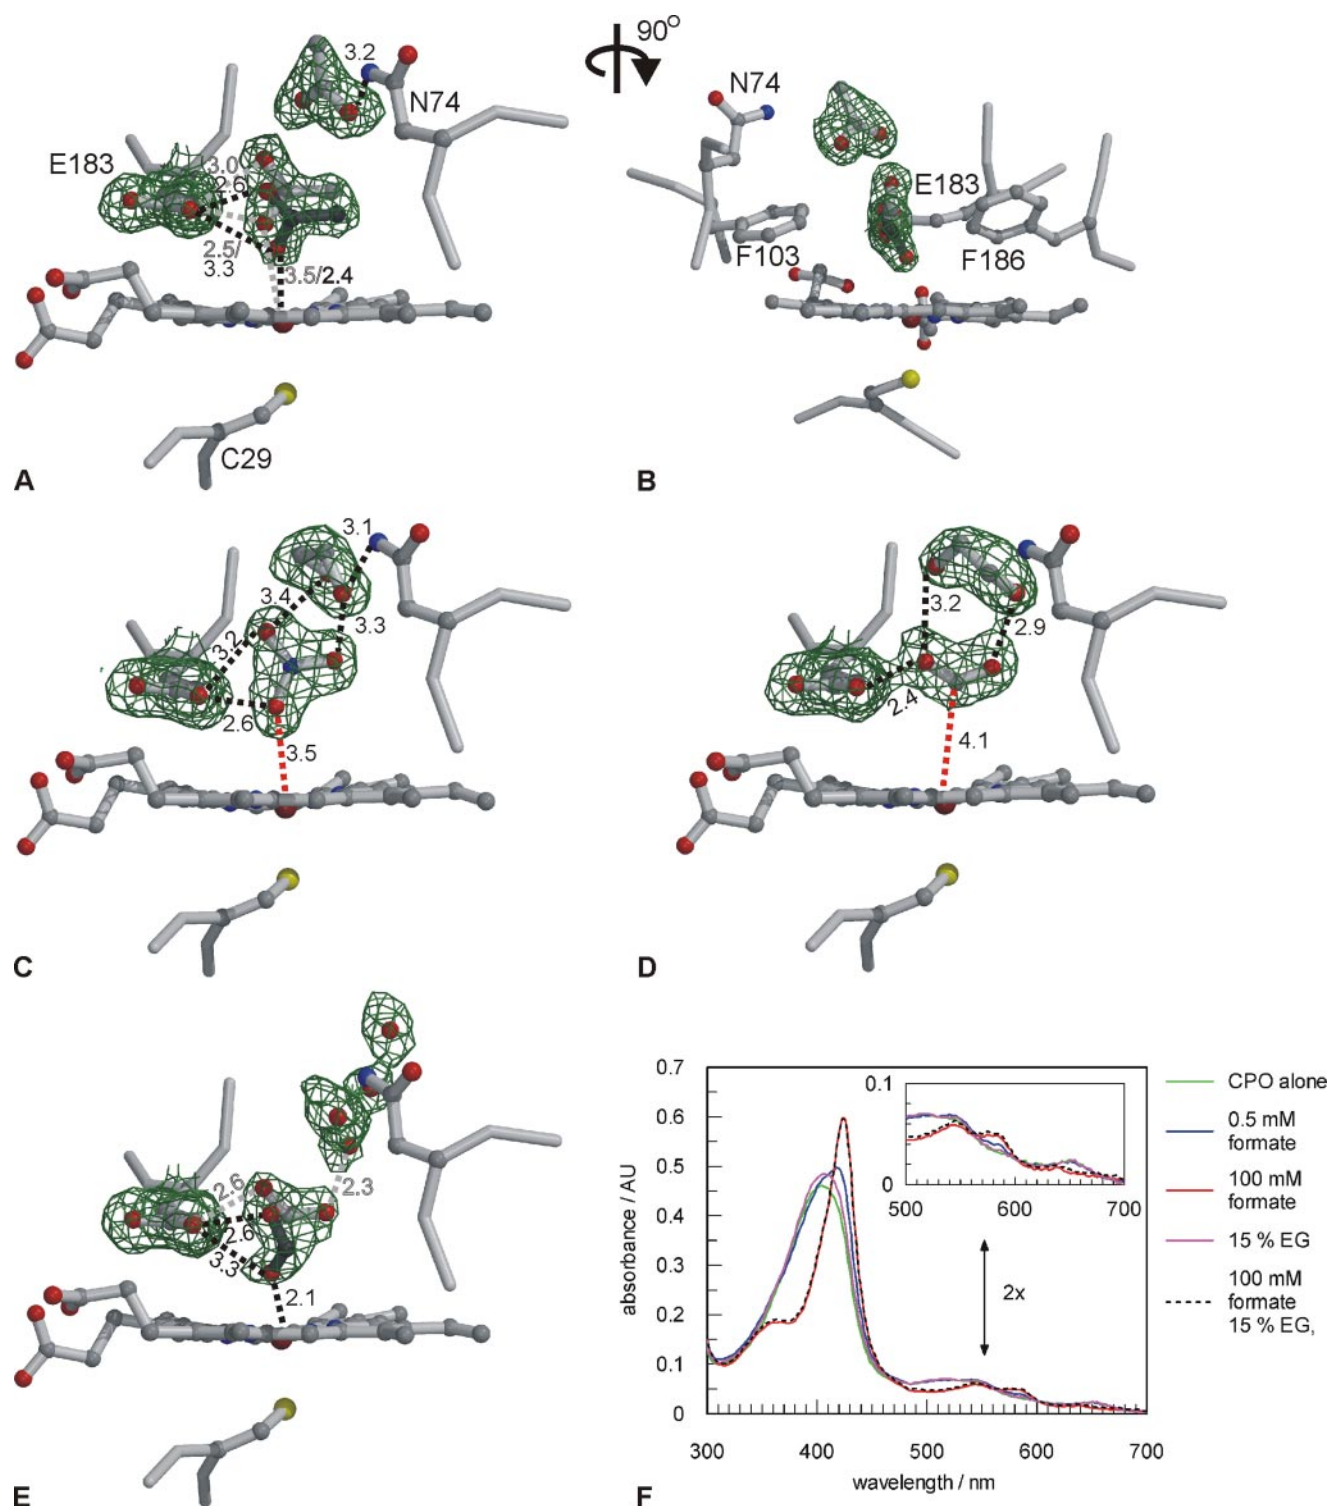 3.2
N74
E183
3.0
2.6
2.5/
3.3
3.5/2.4
C29
A
90°
N74
E183
F103
F186
B
3.1
3.4
3.3
3.2
2.6
3.5
C
3.2
2.9
2.4
4.1
D
2.6
2.3
2.6
3.3
2.1
E
0.7
0.6
0.5
0.4
0.3
0.2
0.1
0
absorbance / AU
300 400 500 600 700
wavelength / nm
0.1
0
500 600 700
2x
CPO alone
0.5 mM
formate
100 mM
formate
15 % EG
100 mM
formate
15 % EG,
F